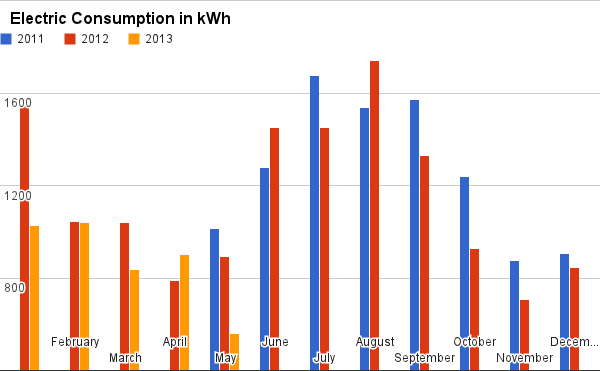 Electric Consumption in kWh
2011 2012 2013
1600
1200
800
February April June August October Decem...
March May July September November